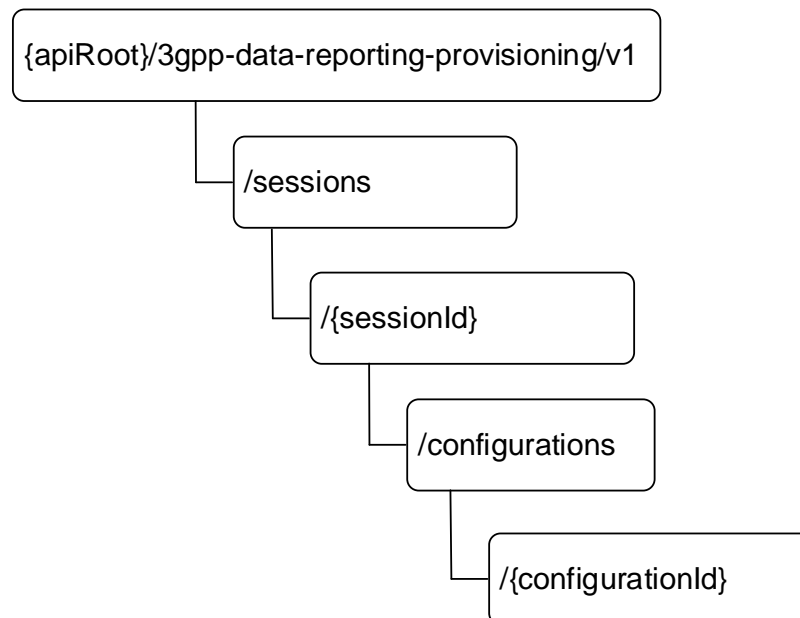 {apiRoot}/3gpp-data-reporting-provisioning/v1
/sessions
/{sessionId}
/configurations
/{configurationId}